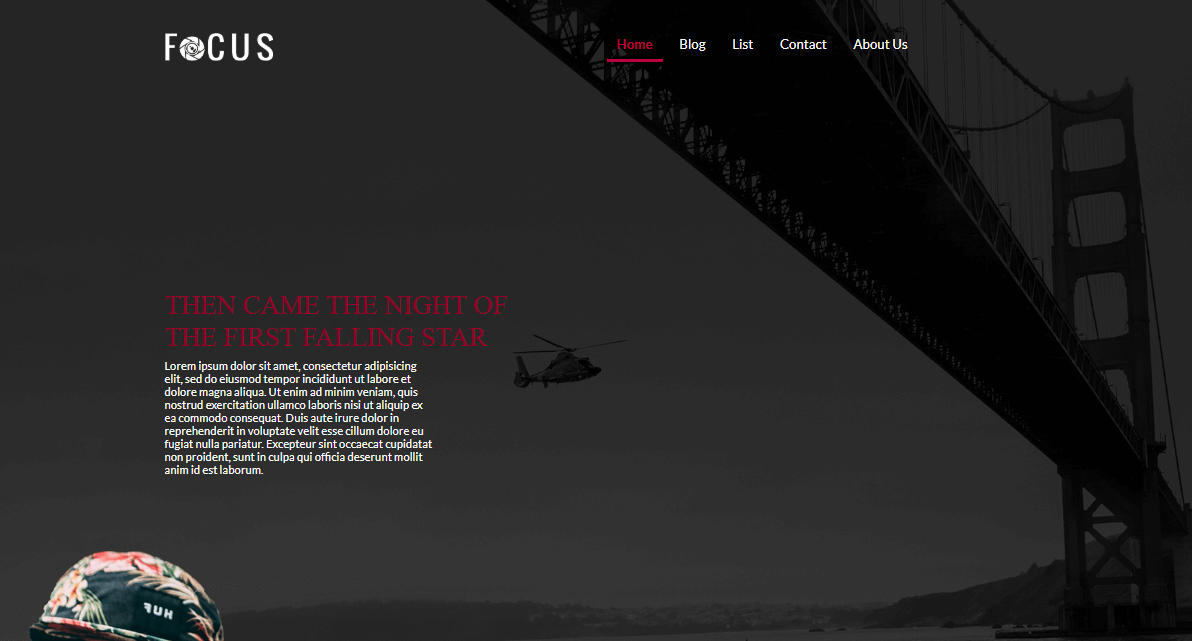 FOCUS
Home Blog List Contact About Us
THEN CAME THE NIGHT OF
THE FIRST FALLING STAR
Lorem ipsum dolor sit amet, consectetur adipisicing
elit, sed do eiusmod tempor incididunt ut labore et
dolore magna aliqua. Ut enim ad minim veniam, quis
nostrud exercitation ullamco laboris nisi ut aliquip ex
ea commodo consequat. Duis aute irure dolor in
reprehenderit in voluptate velit esse cillum dolore eu
fugiat nulla pariatur. Excepteur sint occaecat cupidatat
non proident, sunt in culpa qui officia deserunt mollit
anim id est laborum.
HUF